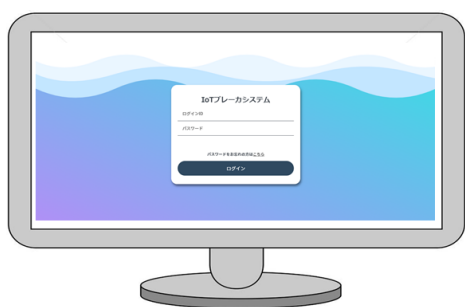 IoTブレーカシステム
ログインID
パスワード
パスワードをお忘れの方はこちら
ログイン